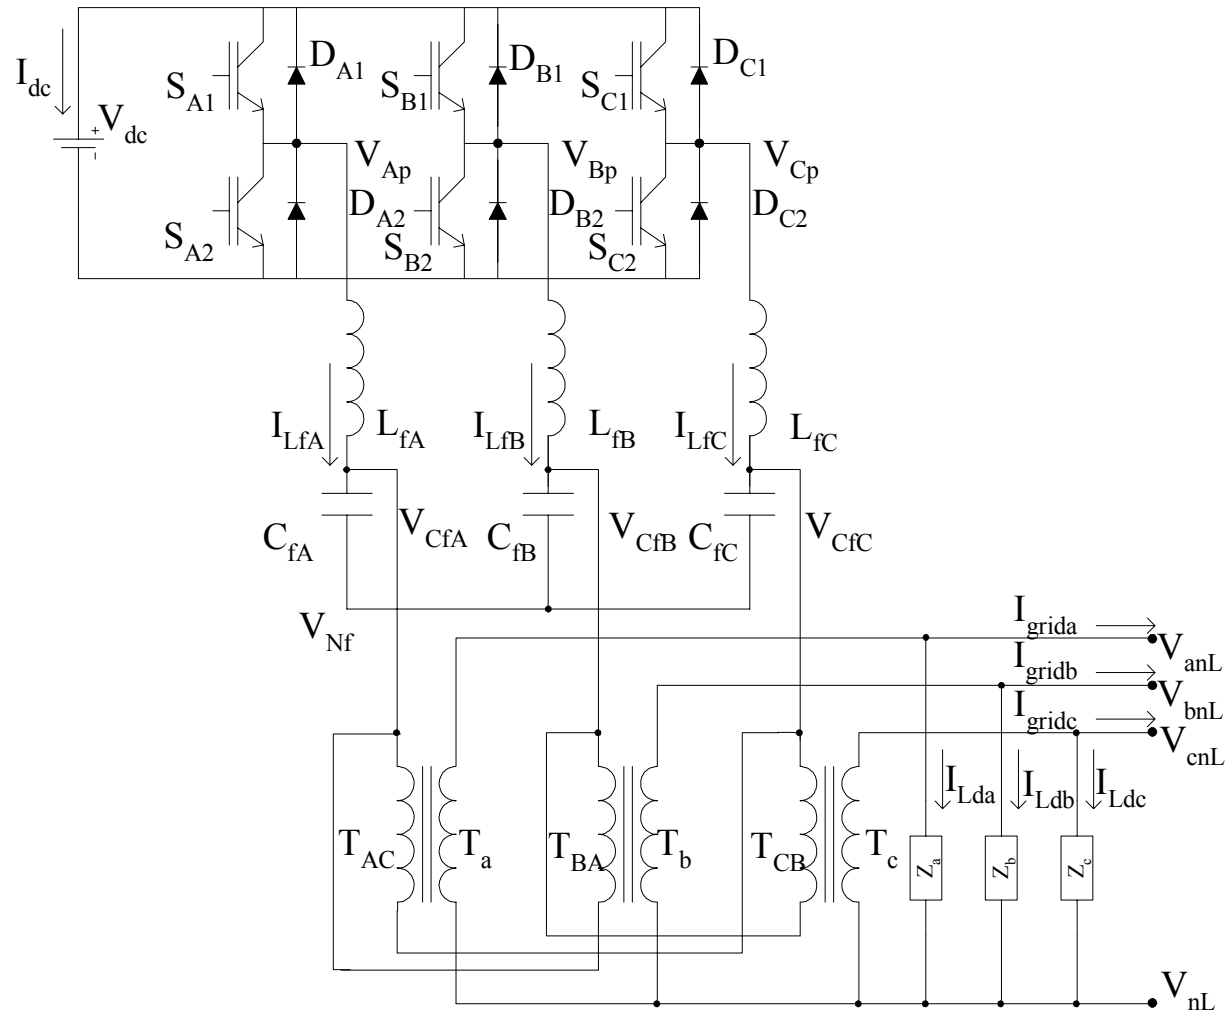 I_dc
+
V_dc
-
S_A1
D_A1
S_B1
D_B1
S_C1
D_C1
V_Ap
V_Bp
V_Cp
S_A2
D_A2
S_B2
D_B2
S_C2
D_C2
I_LfA
L_fA
I_LfB
L_fB
I_LfC
L_fC
C_fA
V_CfA
C_fB
V_CfB
C_fC
V_CfC
V_Nf
I_grida
V_anL
I_gridb
V_bnL
I_gridc
V_cnL
I_Lda
I_Ldb
I_Ldc
T_AC
T_a
T_BA
T_b
T_CB
T_c
Z_a
Z_b
Z_c
V_nL